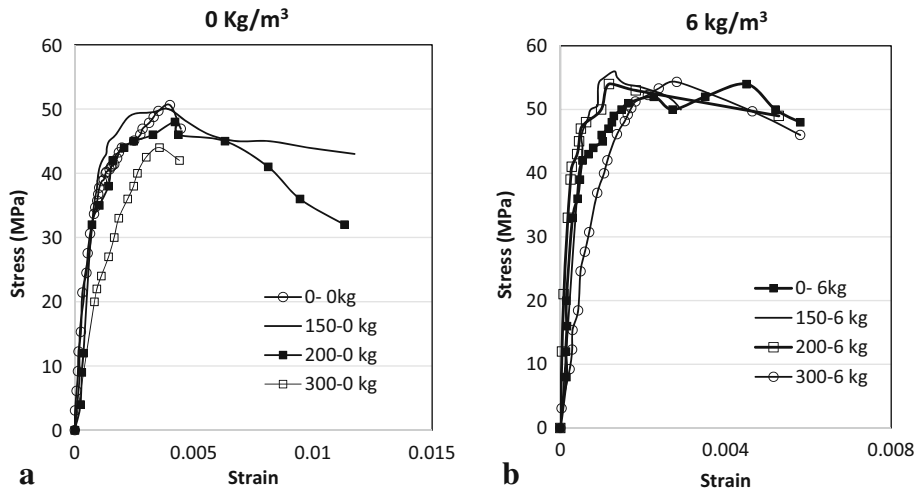 0 Kg/m³
60
50
40
30
20
10
0
Stress (MPa)
0- 0kg
150-0 kg
200-0 kg
300-0 kg
0 0.005 0.01 0.015
Strain
a
6 kg/m³
60
50
40
30
20
10
0
Stress (MPa)
0- 6kg
150-6 kg
200-6 kg
300-6 kg
0 0.004 0.008
Strain
b